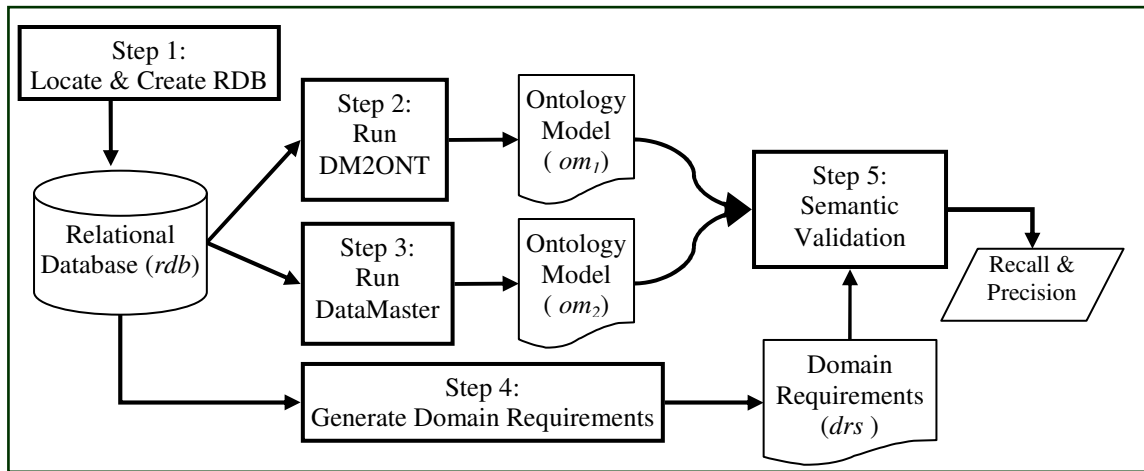 Step 1:
Locate & Create RDB
Relational
Database (rdb)
Step 2:
Run
DM2ONT
Ontology
Model
( om₁)
Step 3:
Run
DataMaster
Ontology
Model
( om₂)
Step 4:
Generate Domain Requirements
Domain
Requirements
(drs )
Step 5:
Semantic
Validation
Recall &
Precision